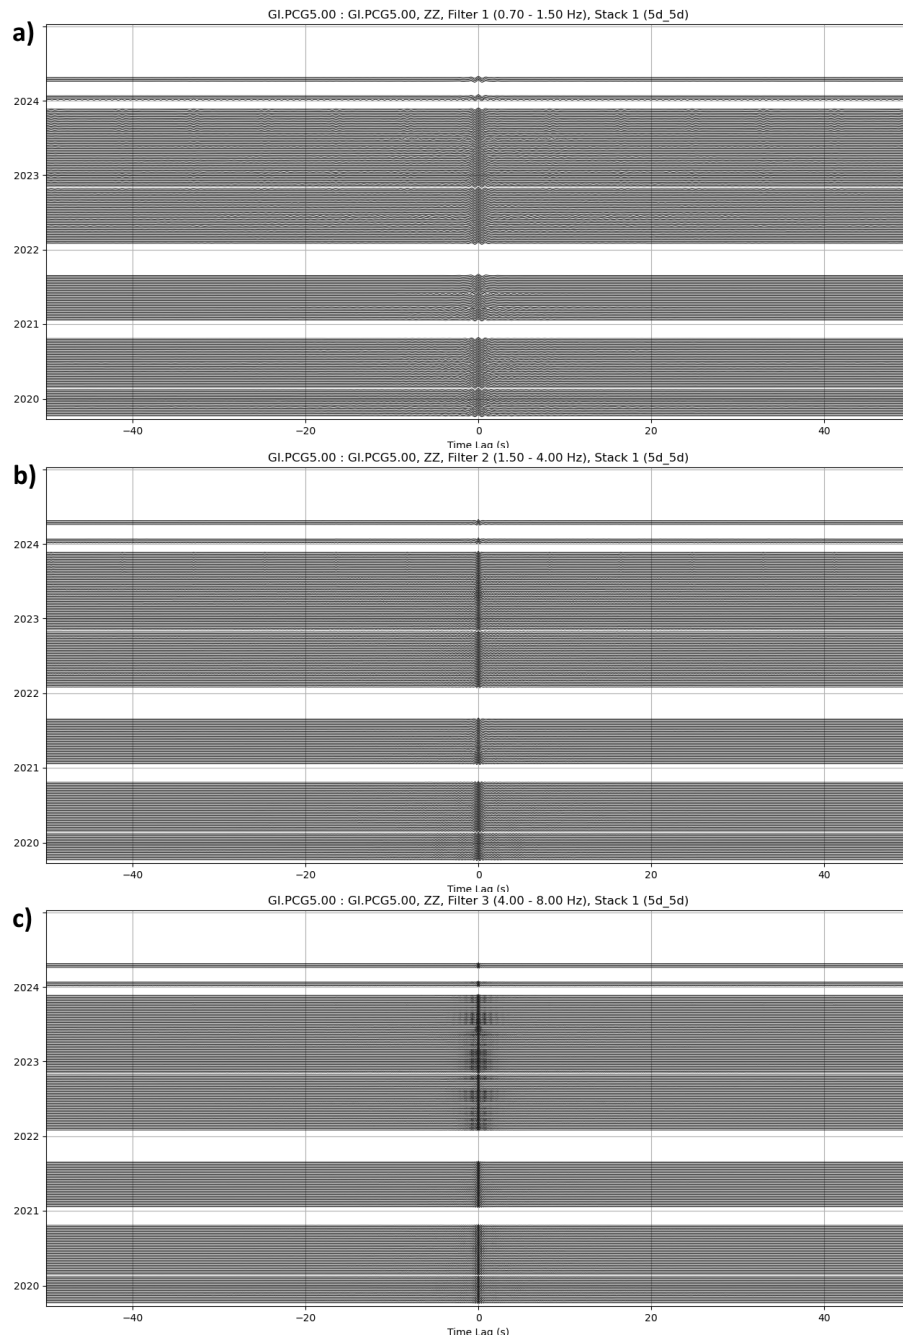 GI.PCG5.00 : GI.PCG5.00, ZZ, Filter 1 (0.70 - 1.50 Hz), Stack 1 (5d_5d)
a)
2024
2023
2022
2021
2020
−40 −20 0 20 40
Time Lag (s)
GI.PCG5.00 : GI.PCG5.00, ZZ, Filter 2 (1.50 - 4.00 Hz), Stack 1 (5d_5d)
b)
2024
2023
2022
2021
2020
−40 −20 0 20 40
Time Lag (s)
GI.PCG5.00 : GI.PCG5.00, ZZ, Filter 3 (4.00 - 8.00 Hz), Stack 1 (5d_5d)
c)
2024
2023
2022
2021
2020
−40 −20 0 20 40
Time Lag (s)